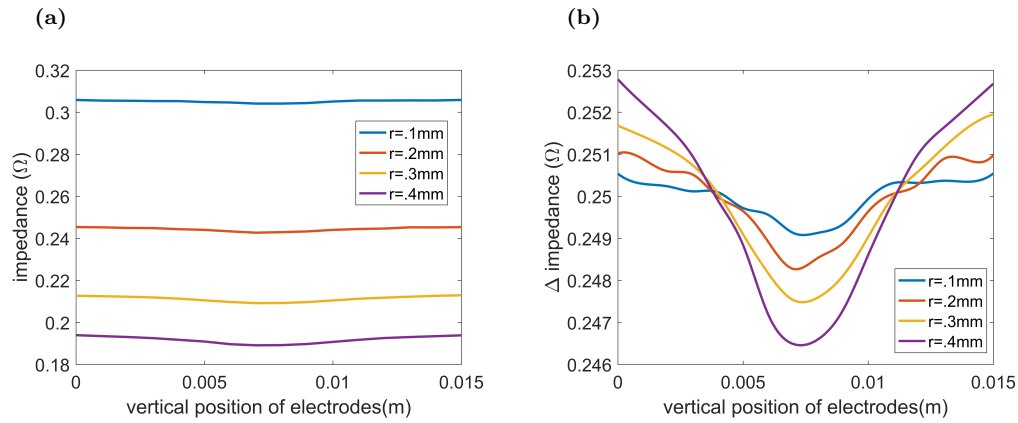 (a)
(b)
0.32
0.3
0.28
0.26
0.24
0.22
0.2
0.18
impedance (Ω)
0
0.005
0.01
0.015
vertical position of electrodes(m)
r=.1mm
r=.2mm
r=.3mm
r=.4mm
0.253
0.252
0.251
0.25
0.249
0.248
0.247
0.246
Δ impedance (Ω)
0
0.005
0.01
0.015
vertical position of electrodes(m)
r=.1mm
r=.2mm
r=.3mm
r=.4mm